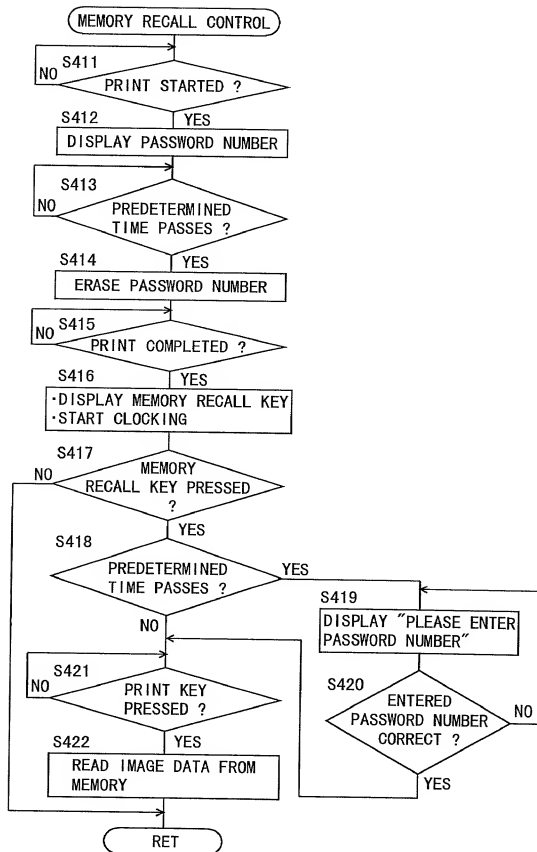 MEMORY RECALL CONTROL
S411
NO
PRINT STARTED ?
S412
YES
DISPLAY PASSWORD NUMBER
S413
NO
PREDETERMINED
TIME PASSES ?
S414
YES
ERASE PASSWORD NUMBER
S415
NO
PRINT COMPLETED ?
S416
YES
·DISPLAY MEMORY RECALL KEY
·START CLOCKING
S417
NO
MEMORY
RECALL KEY PRESSED
?
YES
S418
PREDETERMINED
TIME PASSES ?
YES
NO
S419
DISPLAY "PLEASE ENTER
PASSWORD NUMBER"
S420
ENTERED
PASSWORD NUMBER
CORRECT ?
NO
YES
S421
NO
PRINT KEY
PRESSED ?
S422
YES
READ IMAGE DATA FROM
MEMORY
RET